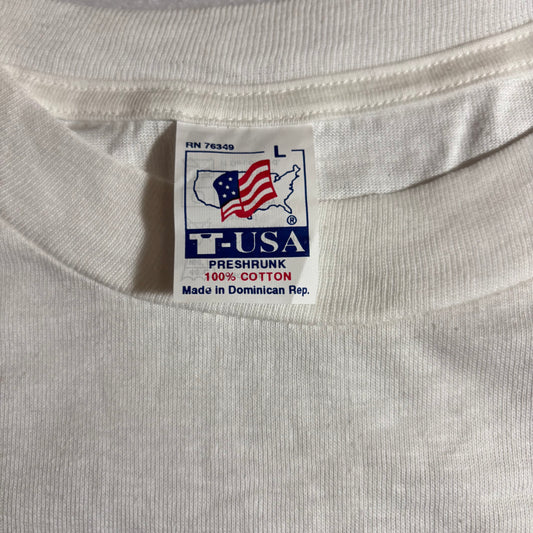 RN 76349
L
T-USA ®
PRESHRUNK
100% COTTON
Made in Dominican Rep.